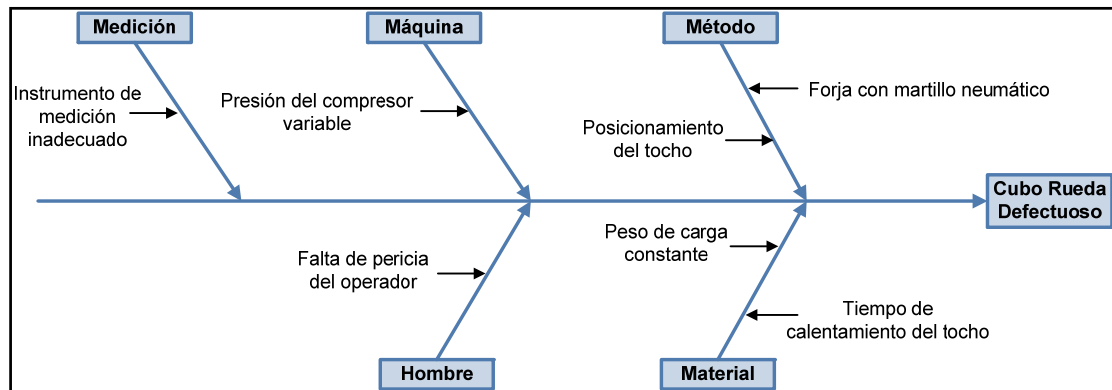 Medición
Máquina
Método
Instrumento de
medición
inadecuado
Presión del compresor
variable
Forja con martillo neumático
Posicionamiento
del tocho
Cubo Rueda
Defectuoso
Falta de pericia
del operador
Peso de carga
constante
Tiempo de
calentamiento del tocho
Hombre
Material